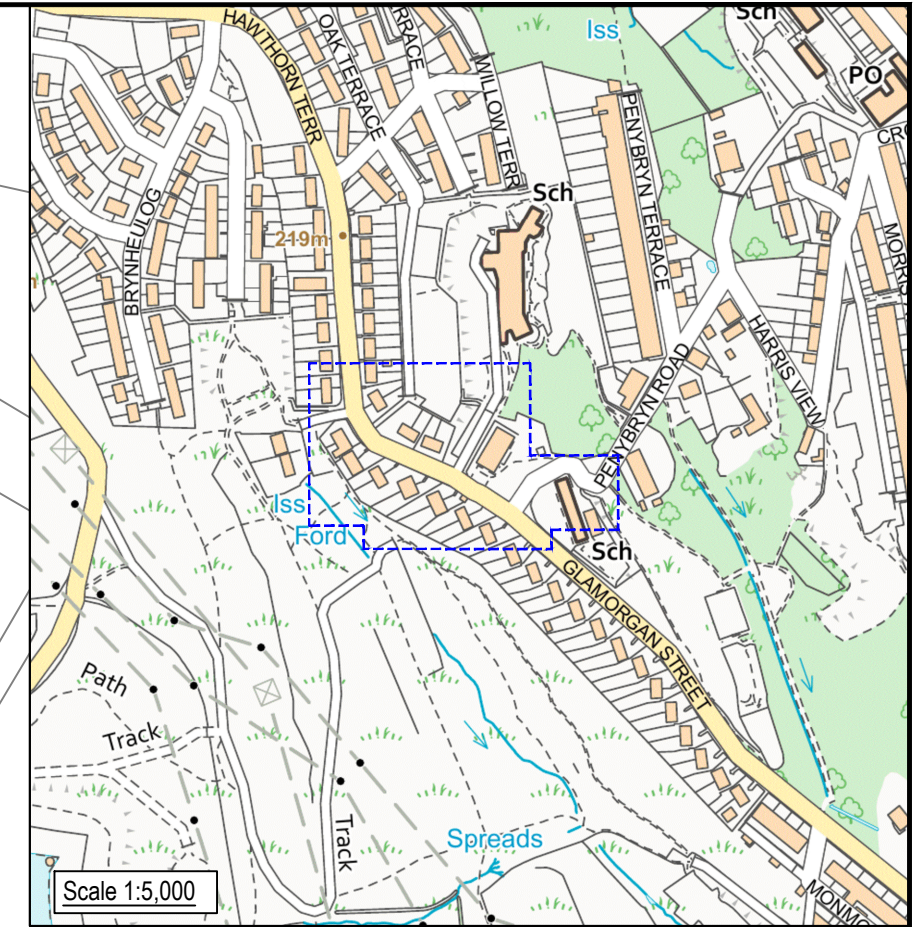 Sch
Iss
HAWTHORN TERR
OAK TERRACE
RRACE
WILLOW TERR
PO
PENYBRYN TERRACE
CRO
Sch
BRYNHEULOG
219m
MORRIS
HARRIS VIEW
PENYBRYN ROAD
Iss
Ford
Sch
GLAMORGAN STREET
Path
Track
Track
Spreads
Scale 1:5,000
MONMO